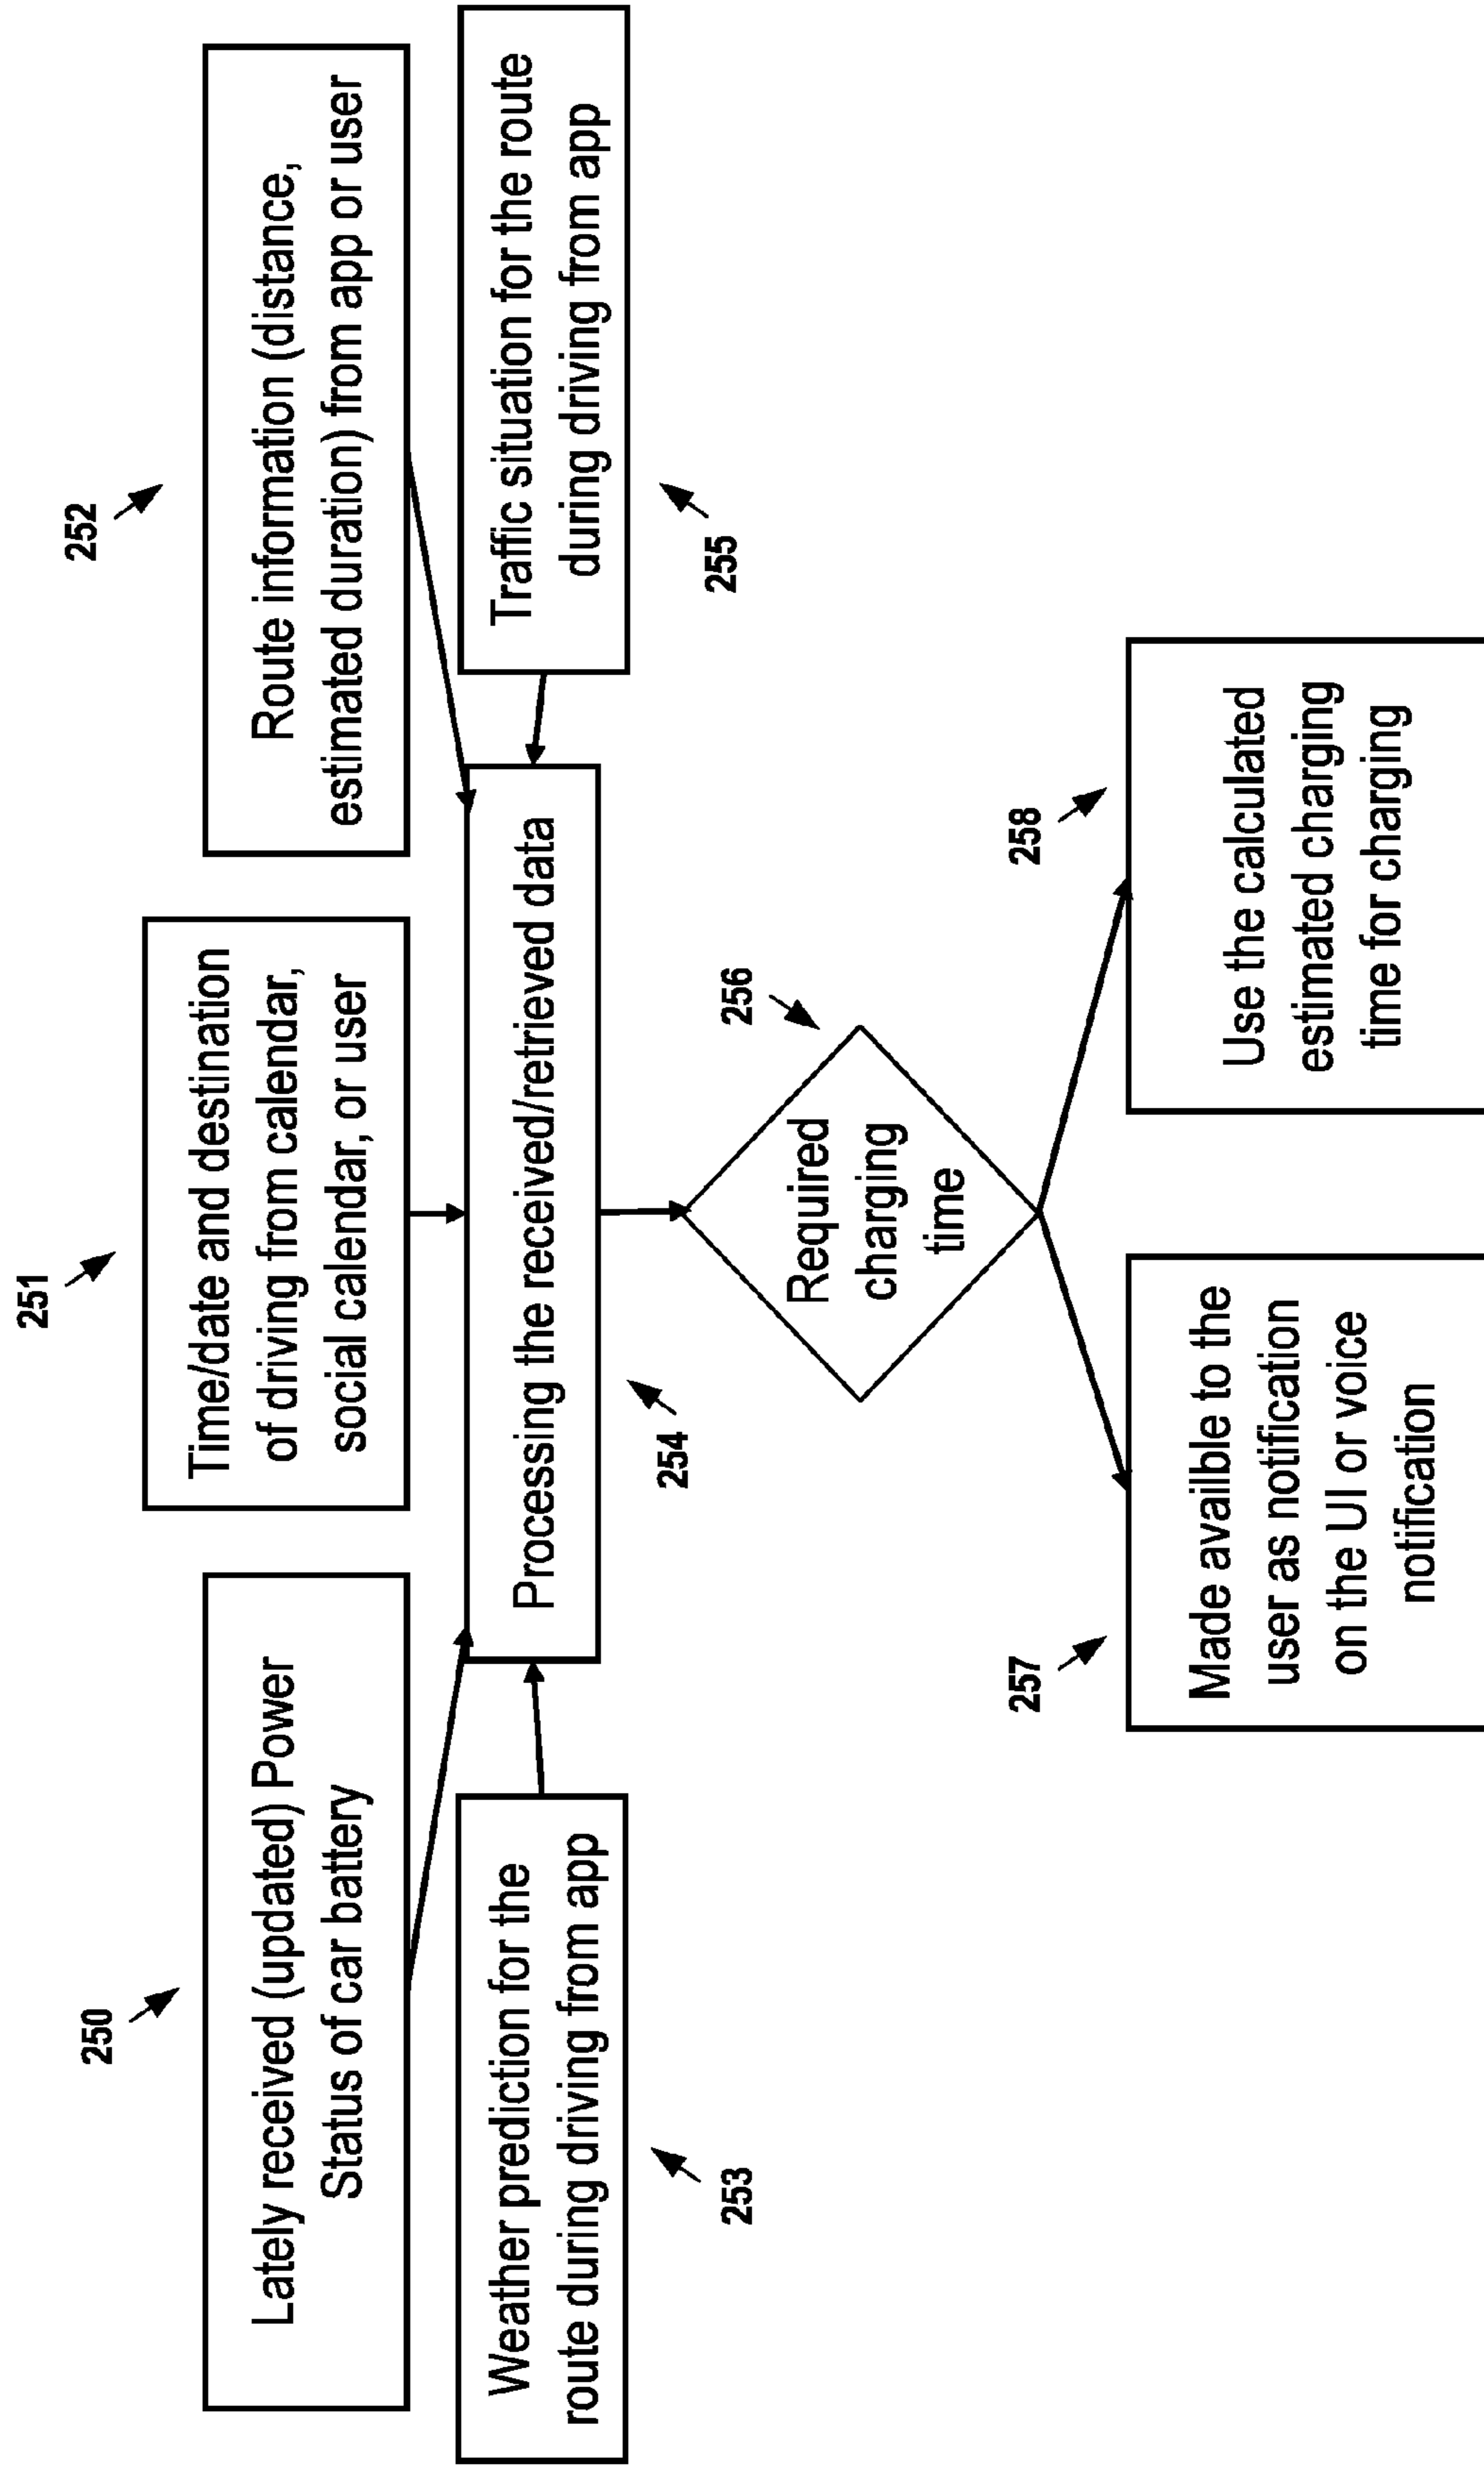 250
Lately received (updated) Power
Status of car battery
251
Time/date and destination
of driving from calendar,
social calendar, or user
252
Route information (distance,
estimated duration) from app or user
253
Weather prediction for the
route during driving from app
254
Processing the received/retrieved data
255
Traffic situation for the route
during driving from app
256
Required
charging
time
257
Made availble to the
user as notification
on the UI or voice
notification
258
Use the calculated
estimated charging
time for charging